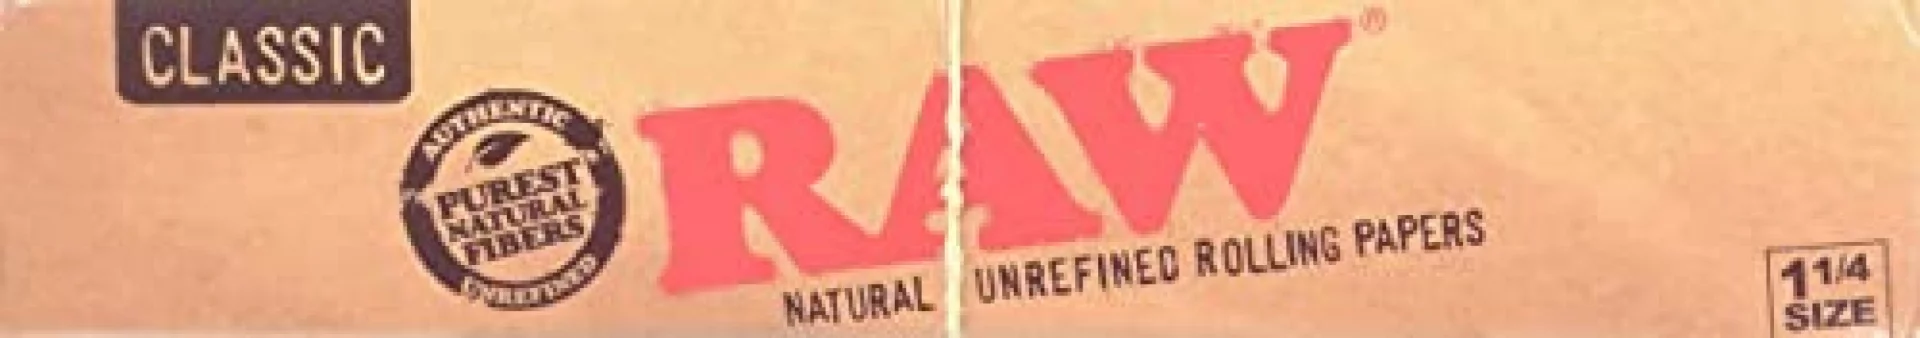 CLASSIC
AUTHENTIC
PUREST
NATURAL
FIBERS
UNREFINED
RAW®
NATURAL UNREFINED ROLLING PAPERS
1 1/4
SIZE